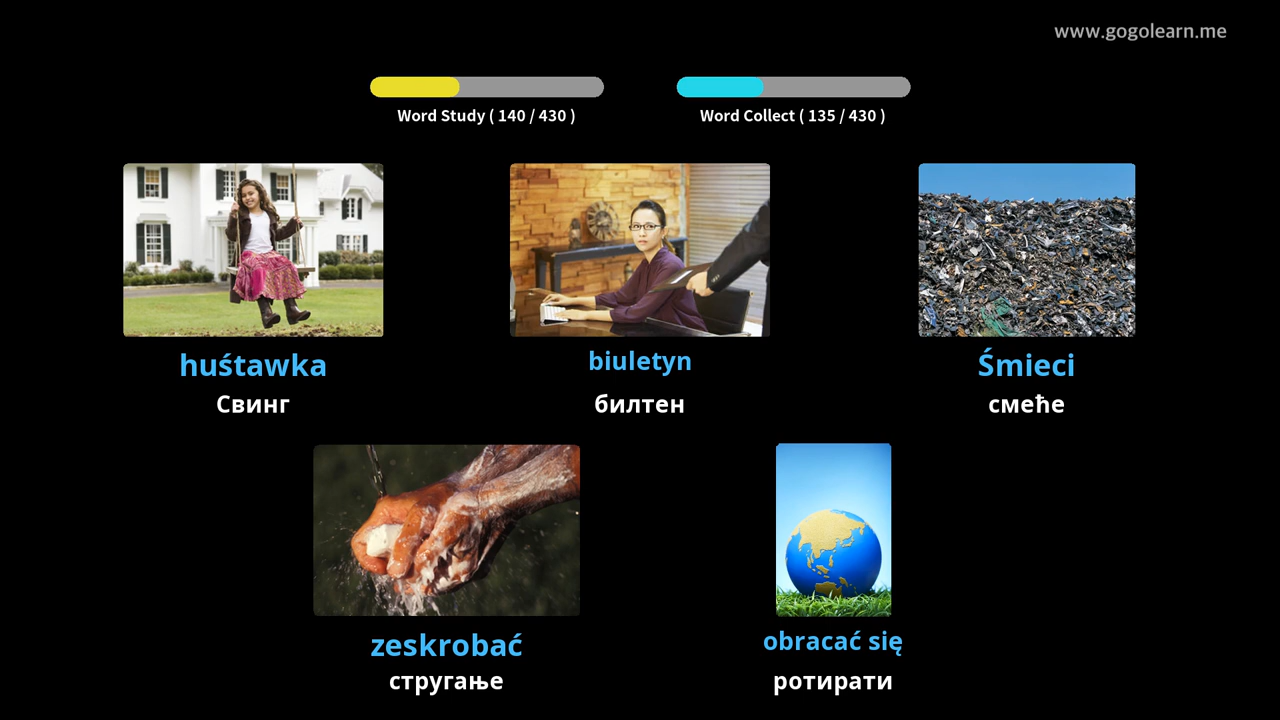 www.gogolearn.me
Word Study ( 140 / 430 )
Word Collect ( 135 / 430 )
huśtawka
Свинг
biuletyn
билтен
Śmieci
смеће
zeskrobać
стругање
obracać się
ротирати